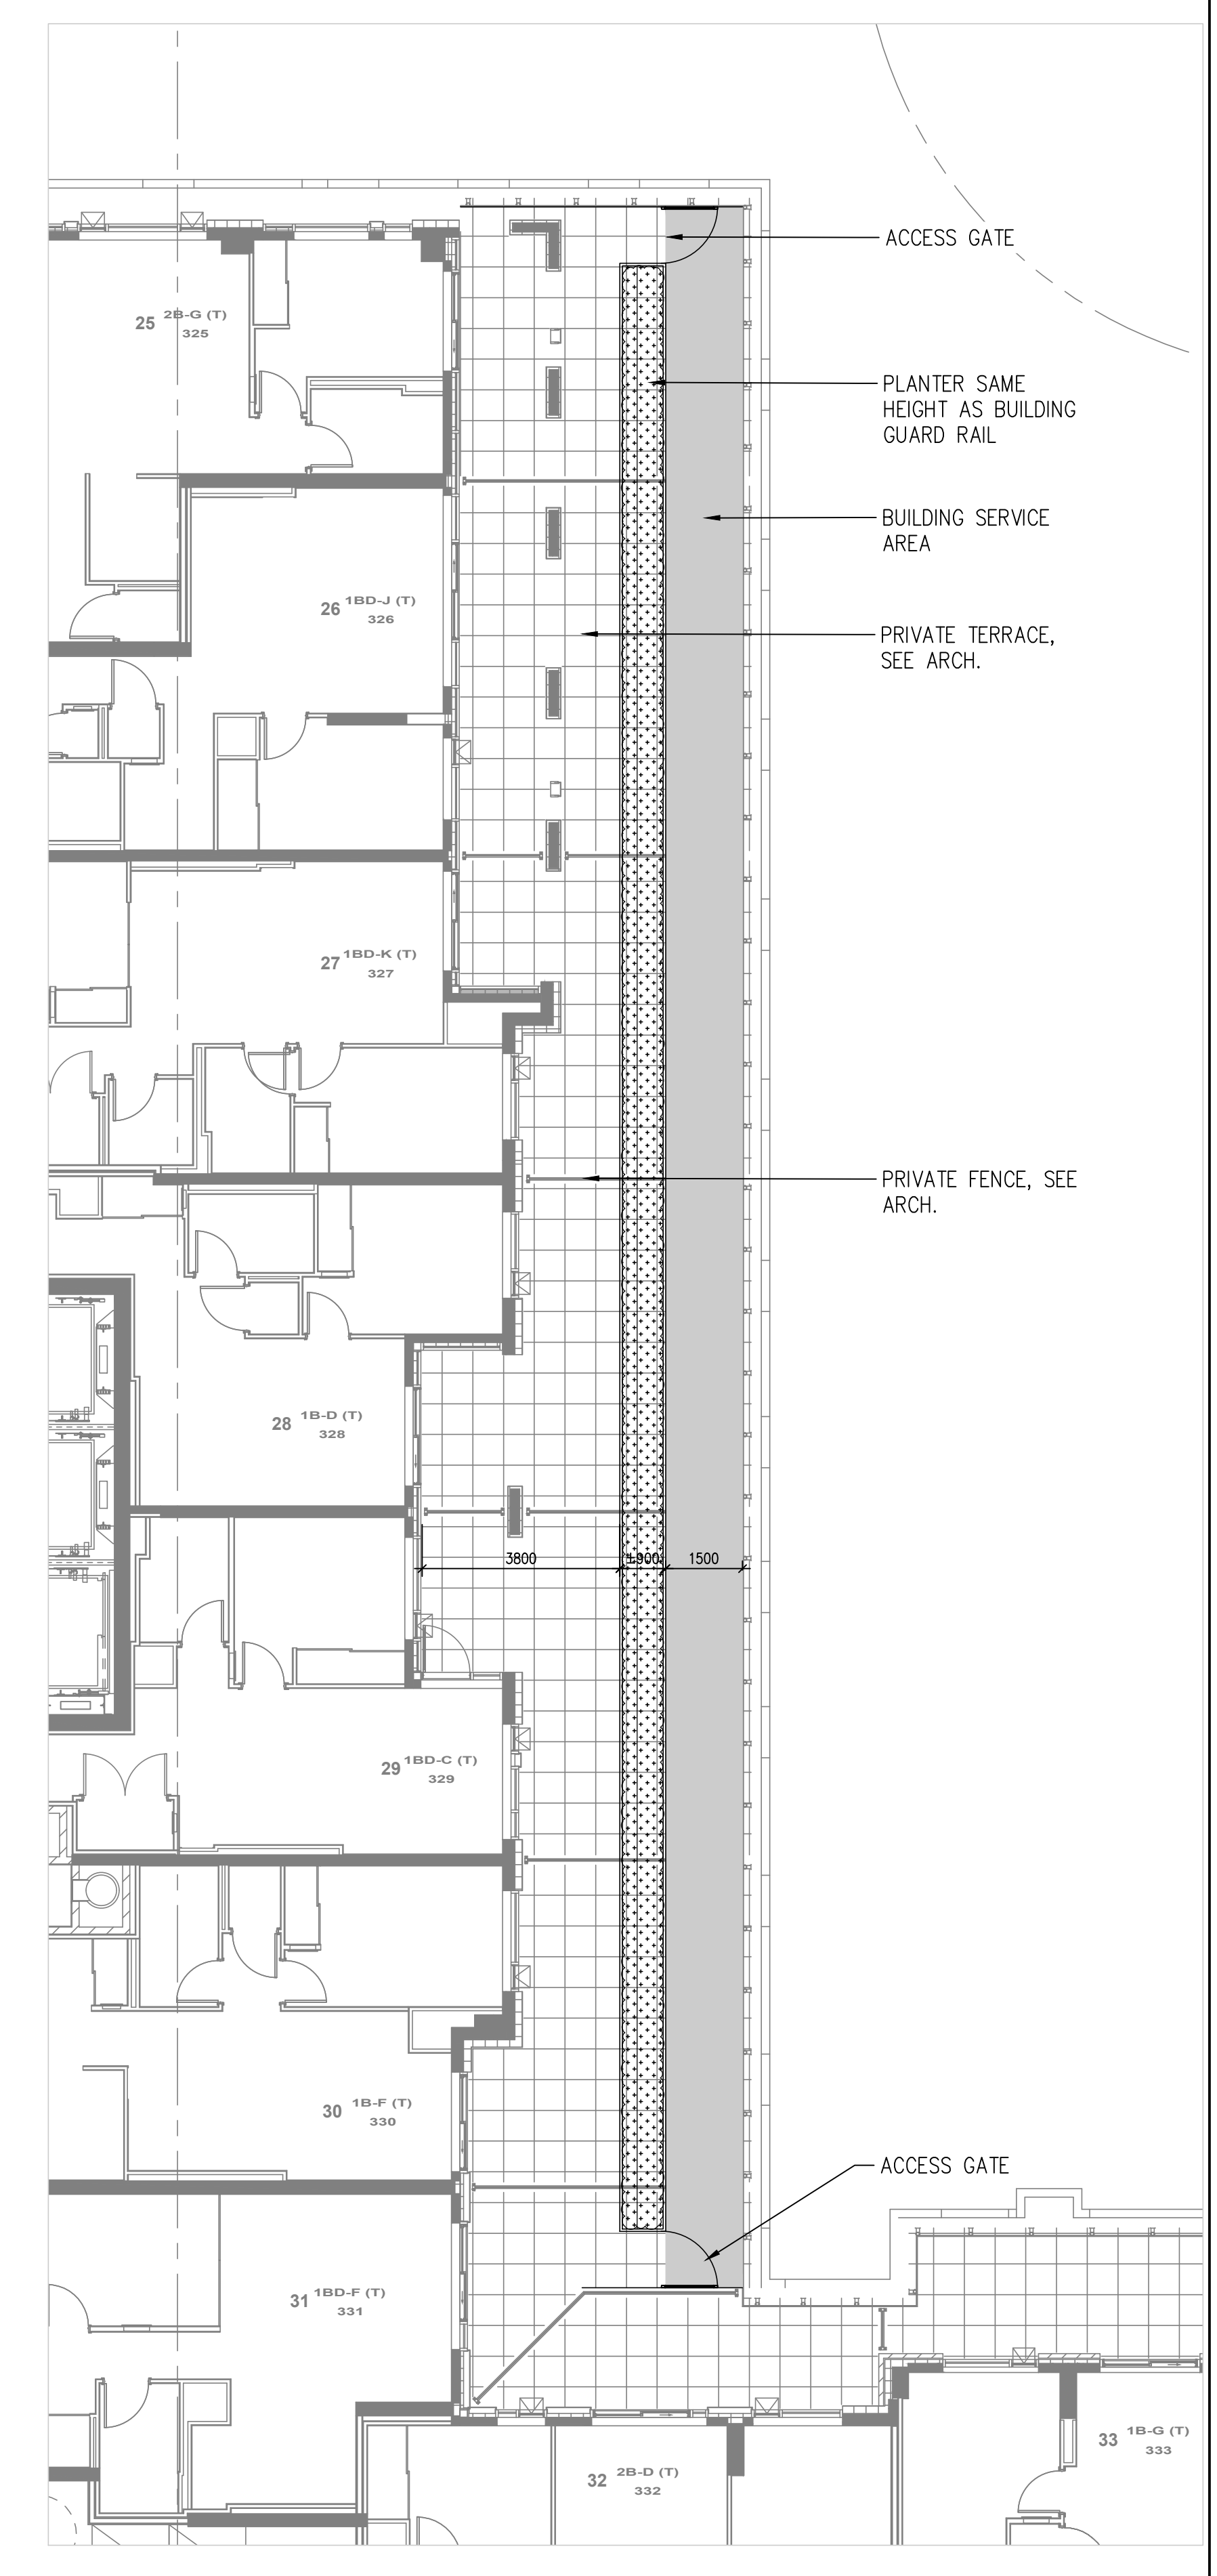 ACCESS GATE
25 2B-G (T)
325
PLANTER SAME
HEIGHT AS BUILDING
GUARD RAIL
BUILDING SERVICE
AREA
26 1BD-J (T)
326
PRIVATE TERRACE,
SEE ARCH.
27 1BD-K (T)
327
PRIVATE FENCE, SEE
ARCH.
28 1B-D (T)
328
3800 1500
29 1BD-C (T)
329
30 1B-F (T)
330
ACCESS GATE
31 1BD-F (T)
331
33 1B-G (T)
333
32 2B-D (T)
332